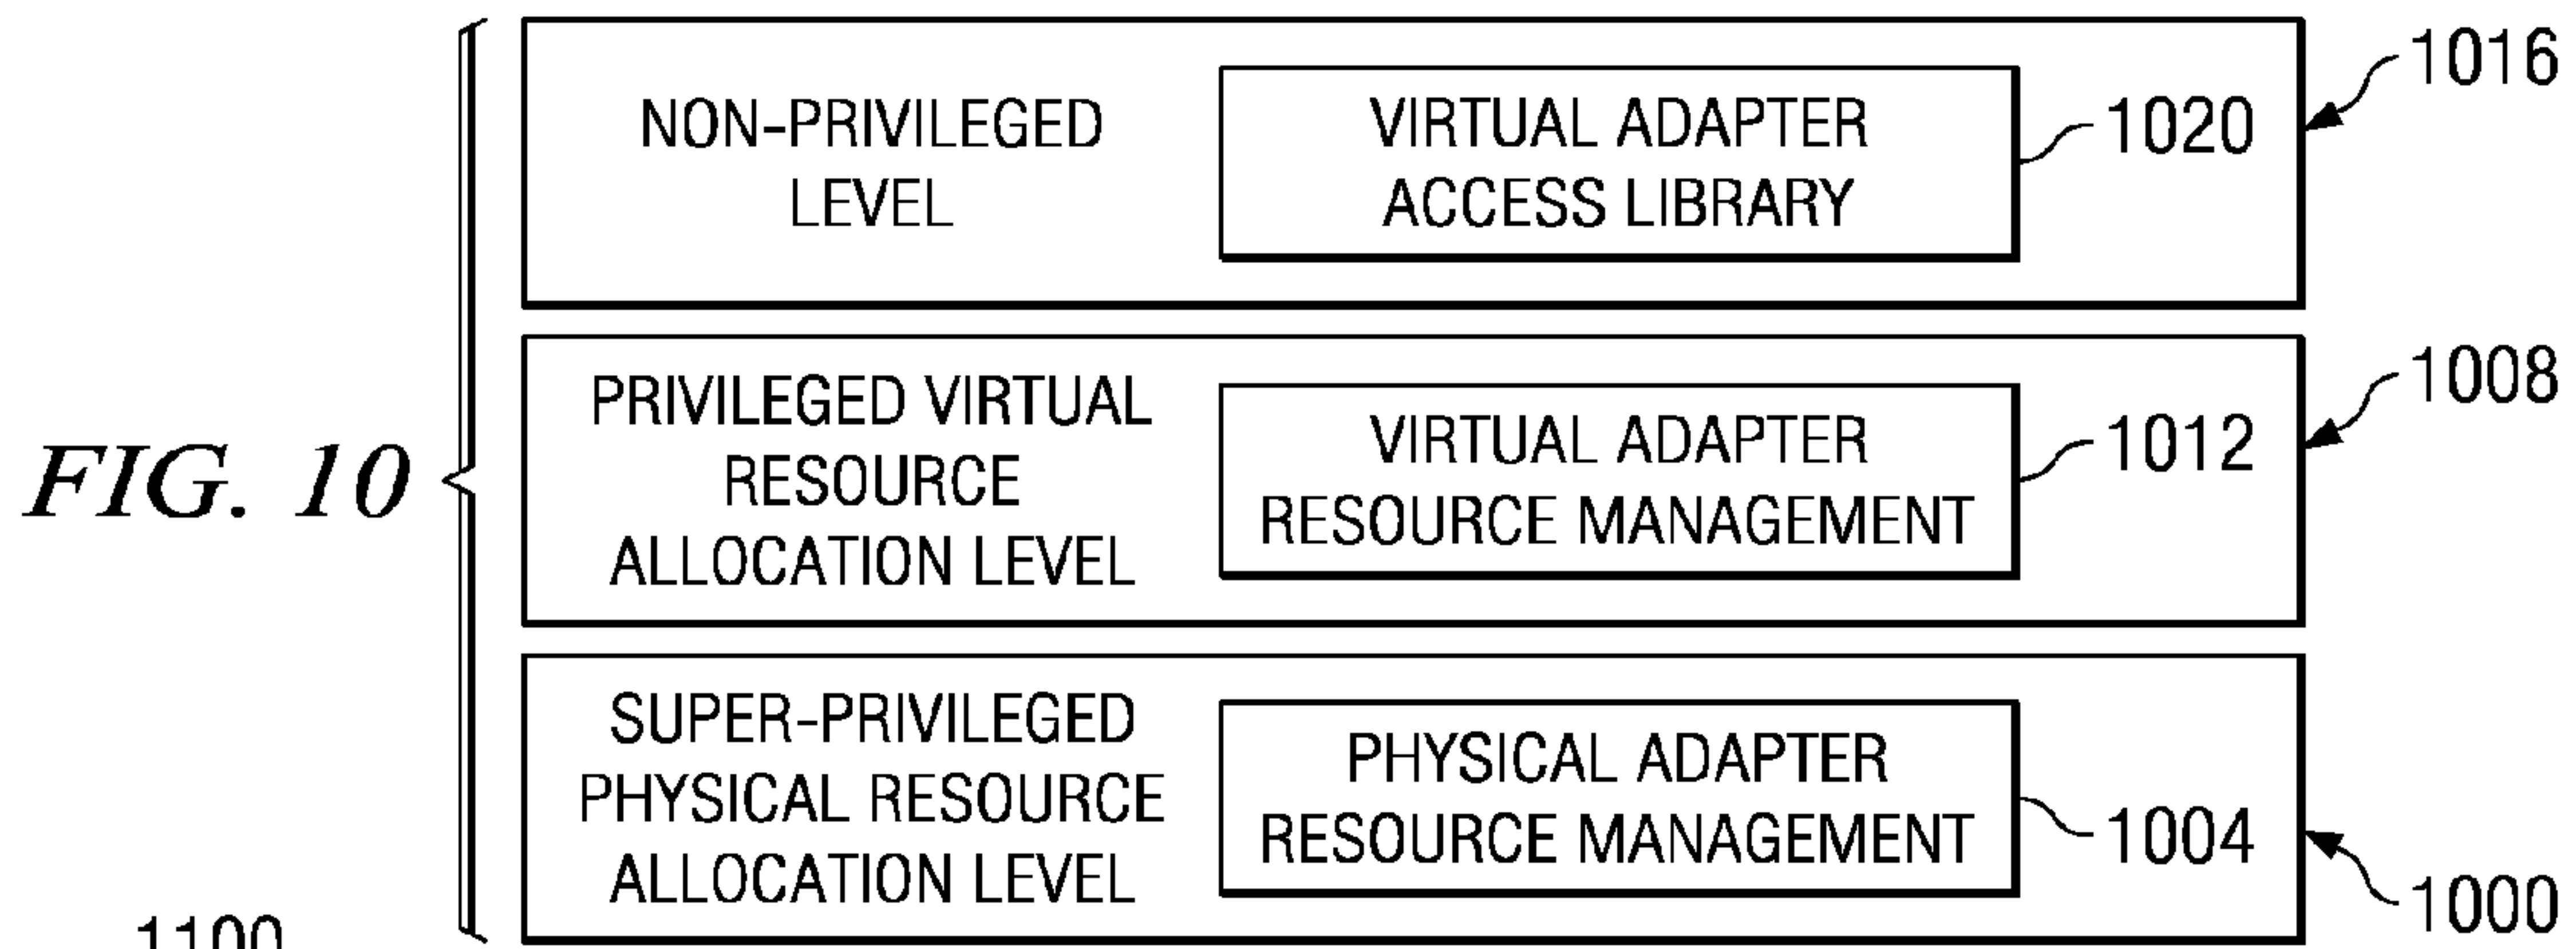 FIG. 10
NON-PRIVILEGED
LEVEL
VIRTUAL ADAPTER
ACCESS LIBRARY
1020
1016
PRIVILEGED VIRTUAL
RESOURCE
ALLOCATION LEVEL
VIRTUAL ADAPTER
RESOURCE MANAGEMENT
1012
1008
SUPER-PRIVILEGED
PHYSICAL RESOURCE
ALLOCATION LEVEL
PHYSICAL ADAPTER
RESOURCE MANAGEMENT
1004
1000
1100